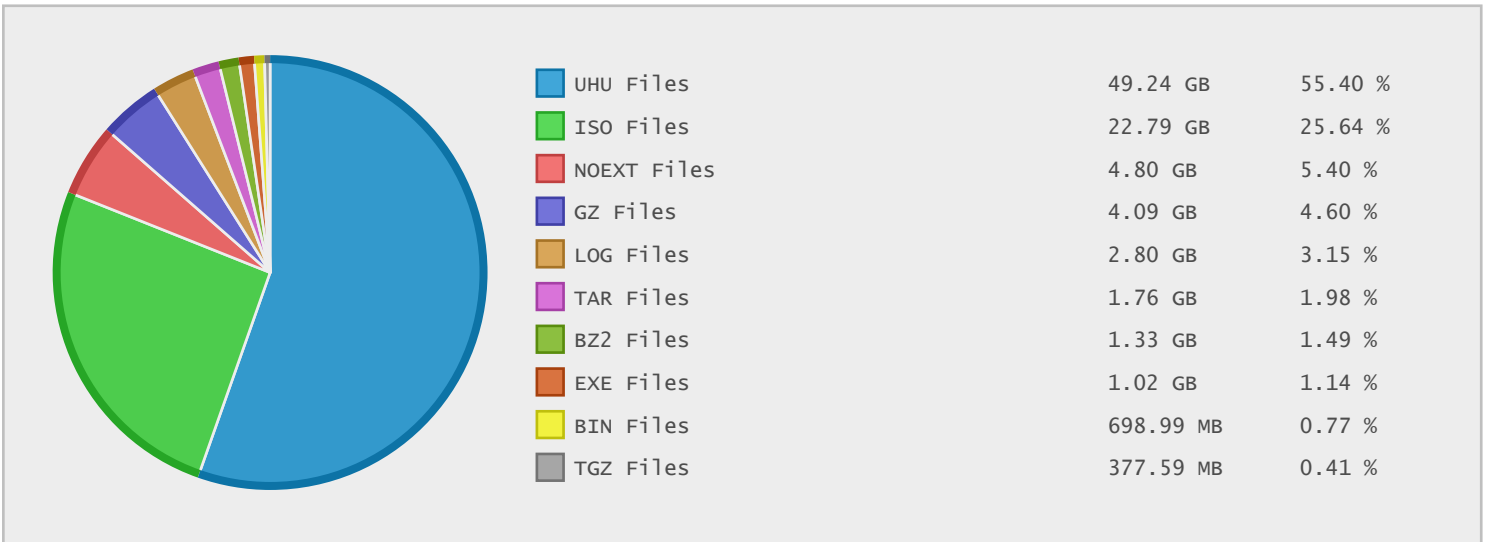 UHU Files 49.24 GB 55.40 %
ISO Files 22.79 GB 25.64 %
NOEXT Files 4.80 GB 5.40 %
GZ Files 4.09 GB 4.60 %
LOG Files 2.80 GB 3.15 %
TAR Files 1.76 GB 1.98 %
BZ2 Files 1.33 GB 1.49 %
EXE Files 1.02 GB 1.14 %
BIN Files 698.99 MB 0.77 %
TGZ Files 377.59 MB 0.41 %